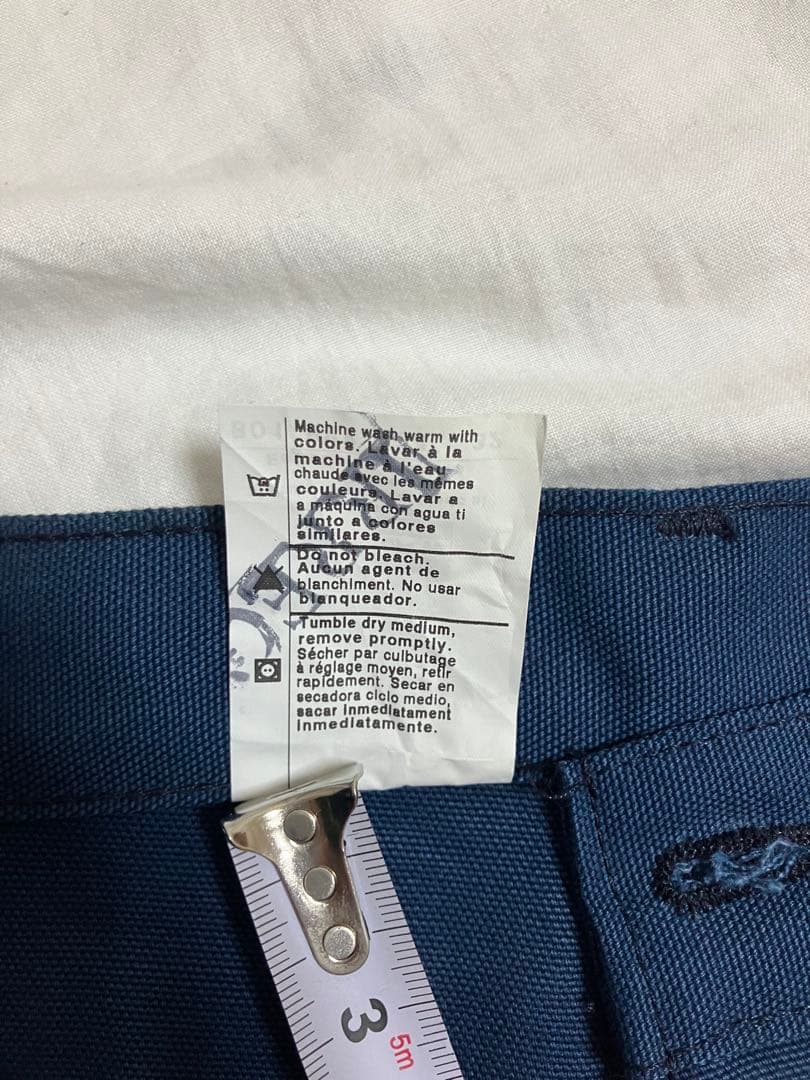 Machine wash warm with
colors. Lavar à la
machine à l'eau
chaude avec les mêmes
couleurs. Lavar a
a máquina con agua ti
junto a colores
similares.
Do not bleach.
Aucun agent de
blanchiment. No usar
blanqueador.
Tumble dry medium,
remove promptly.
Sécher par culbutage
à réglage moyen, retir
rapidement. Secar en
secadora ciclo medio,
sacar inmediatament
inmediatamente.
3
5m